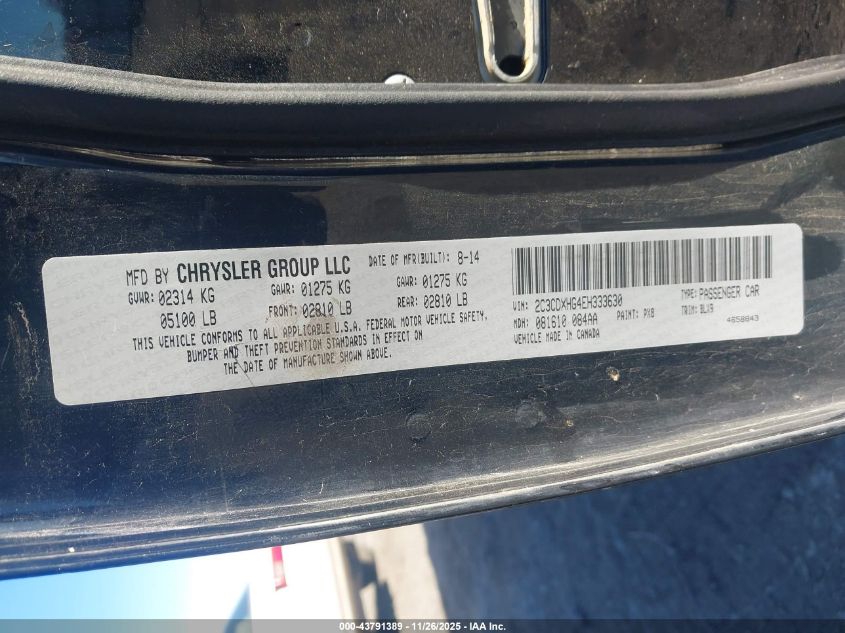 MFD BY CHRYSLER GROUP LLC DATE OF MFR(BUILT): 8-14
GVWR: 02314 KG GAWR: 01275 KG GAWR: 01275 KG
05100 LB FRONT: 02810 LB REAR: 02810 LB
THIS VEHICLE CONFORMS TO ALL APPLICABLE U.S.A. FEDERAL MOTOR VEHICLE SAFETY,
BUMPER AND THEFT PREVENTION STANDARDS IN EFFECT ON
THE DATE OF MANUFACTURE SHOWN ABOVE.
VIN: 2C3CDXHG4EH333630 TYPE: PASSENGER CAR
MDH: 081610 084AA PAINT: PX8 TRIM: BLX9
VEHICLE MADE IN CANADA 4658843
000-43791389 - 11/26/2025 - IAA Inc.